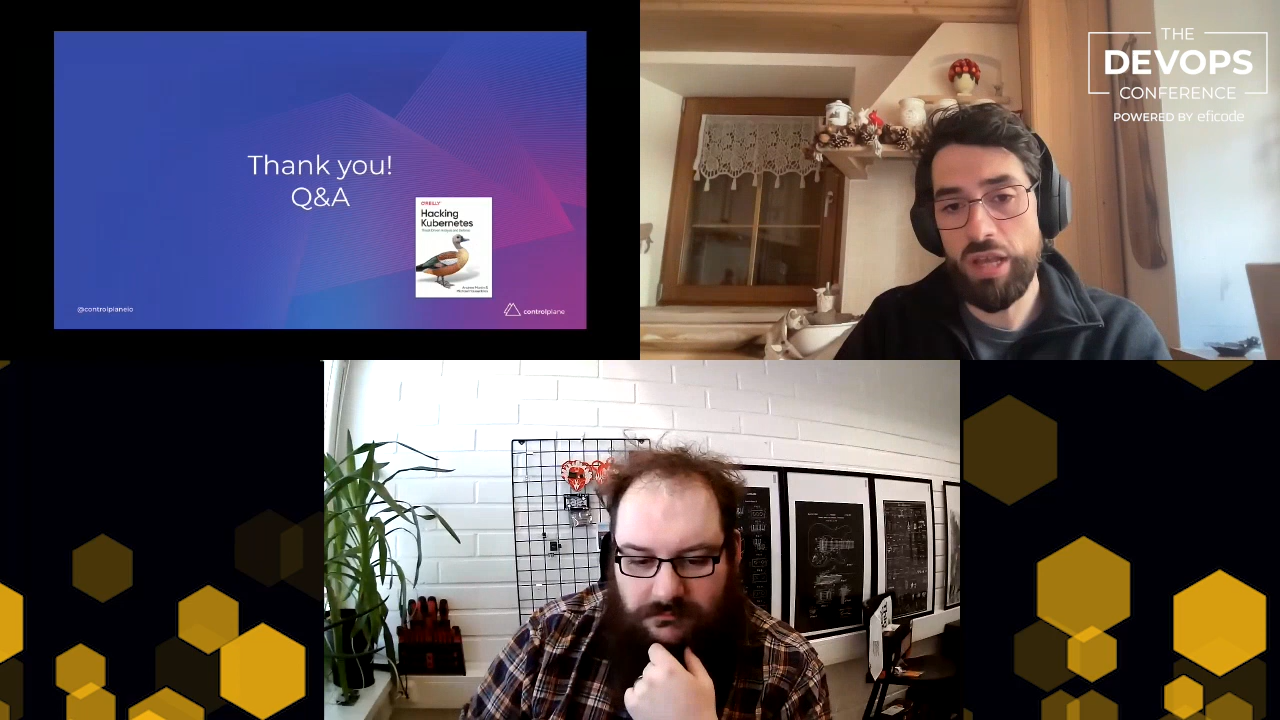 Thank you!
Q&A
O'REILLY
Hacking
Kubernetes
@controlplaneio
controlplane
THE
DEVOPS
CONFERENCE
POWERED BY eficode